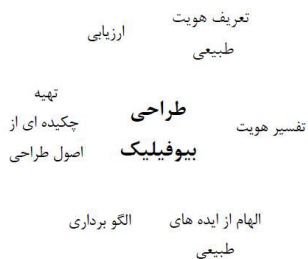 تعریف هویت
طبیعی
ارزیابی
تهیه
چکیده ای از
اصول طراحی
طراحی
بیوفیلیک
تفسیر هویت
الهام از ایده های
طبیعی
الگو برداری